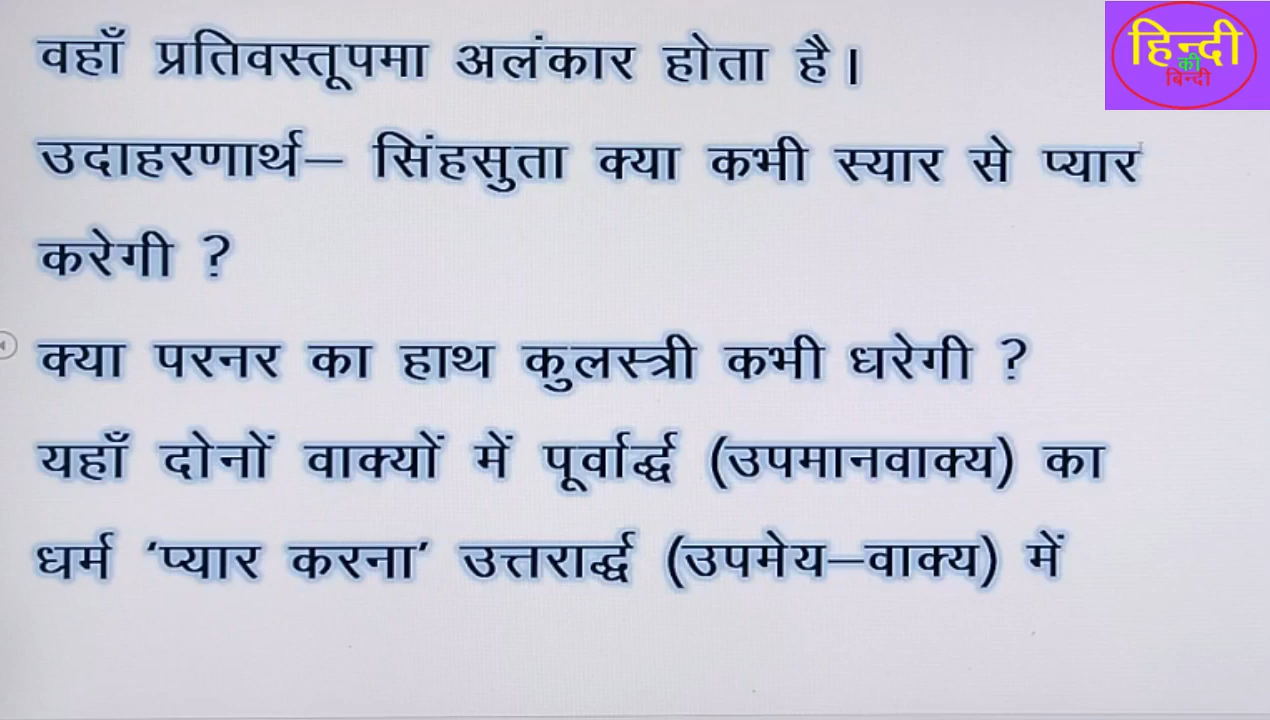 वहाँ प्रतिवस्तूपमा अलंकार होता है।
हिन्दी
की
बिन्दी
उदाहरणार्थ– सिंहसुता क्या कभी स्यार से प्यार
करेगी ?
क्या परनर का हाथ कुलस्त्री कभी धरेगी ?
यहाँ दोनों वाक्यों में पूर्वार्द्ध (उपमानवाक्य) का
धर्म ‘प्यार करना’ उत्तरार्द्ध (उपमेय–वाक्य) में